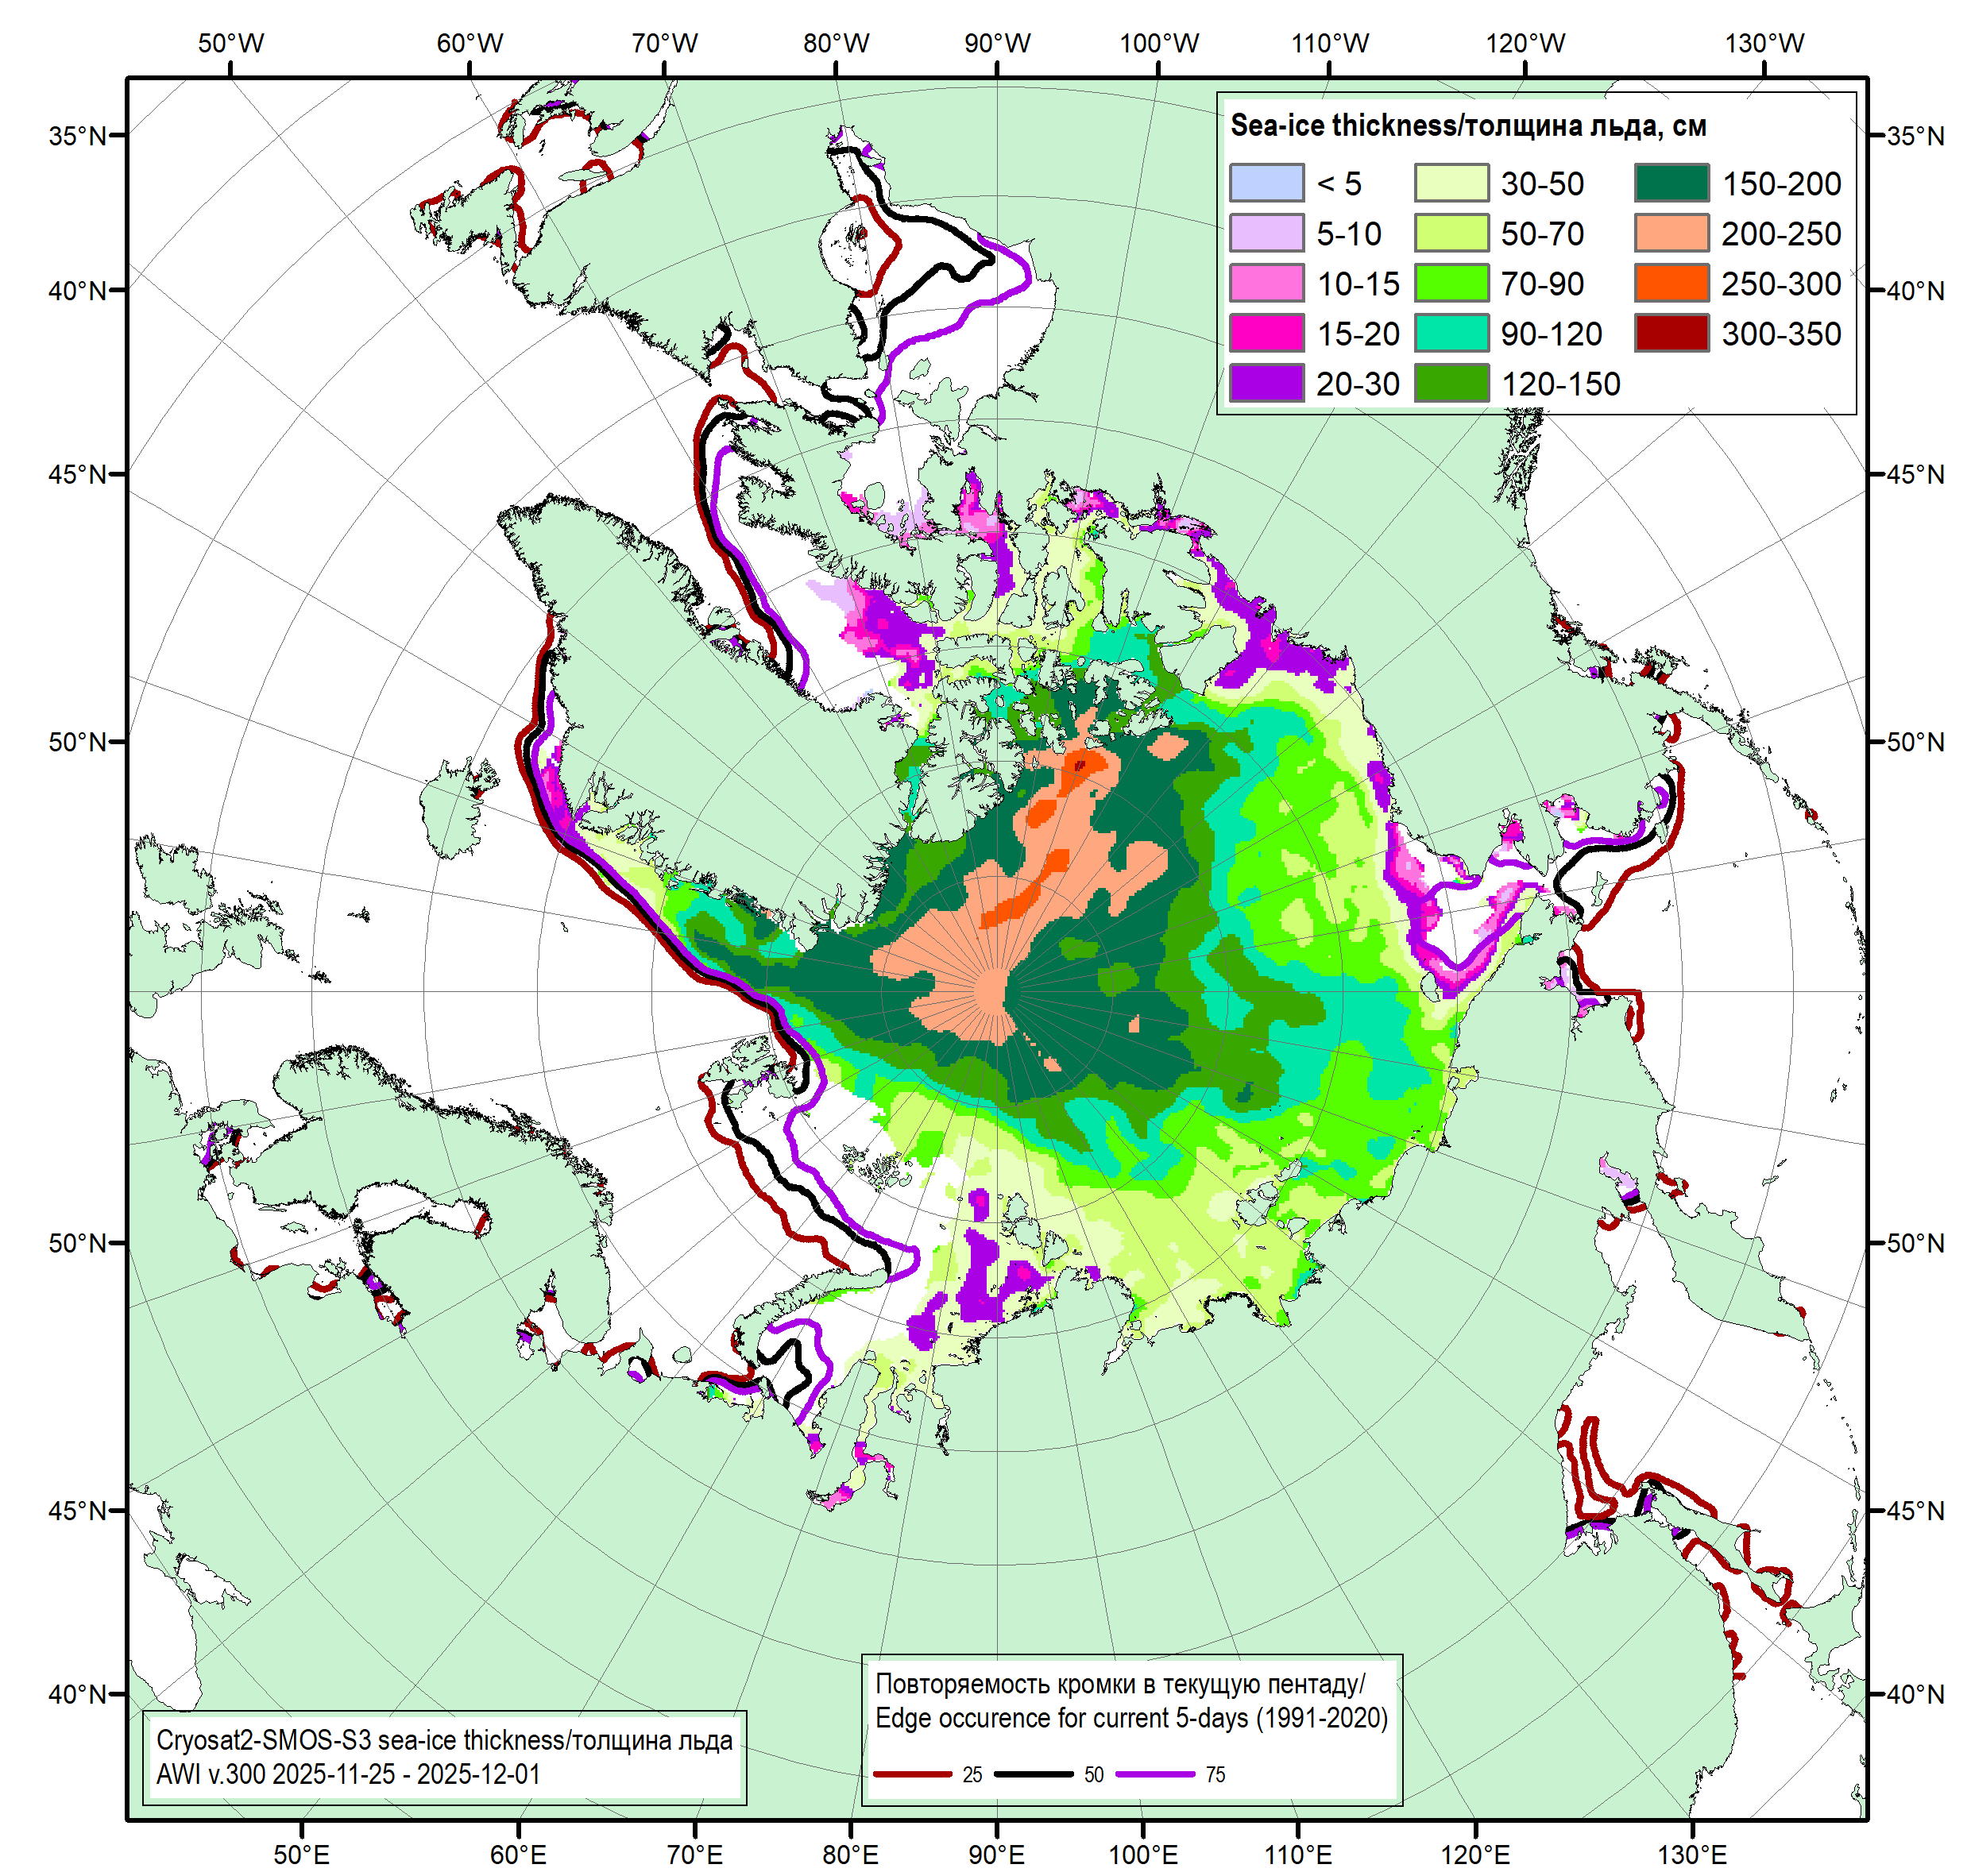 50°W 60°W 70°W 80°W 90°W 100°W 110°W 120°W 130°W
35°N 35°N
40°N 40°N
45°N 45°N
50°N 50°N
50°N 50°N
45°N 45°N
40°N 40°N
50°E 60°E 70°E 80°E 90°E 100°E 110°E 120°E 130°E
Sea-ice thickness/толщина льда, см
< 5 30-50 150-200
5-10 50-70 200-250
10-15 70-90 250-300
15-20 90-120 300-350
20-30 120-150
Повторяемость кромки в текущую пентаду/
Edge occurence for current 5-days (1991-2020)
25 50 75
Cryosat2-SMOS-S3 sea-ice thickness/толщина льда
AWI v.300 2025-11-25 - 2025-12-01